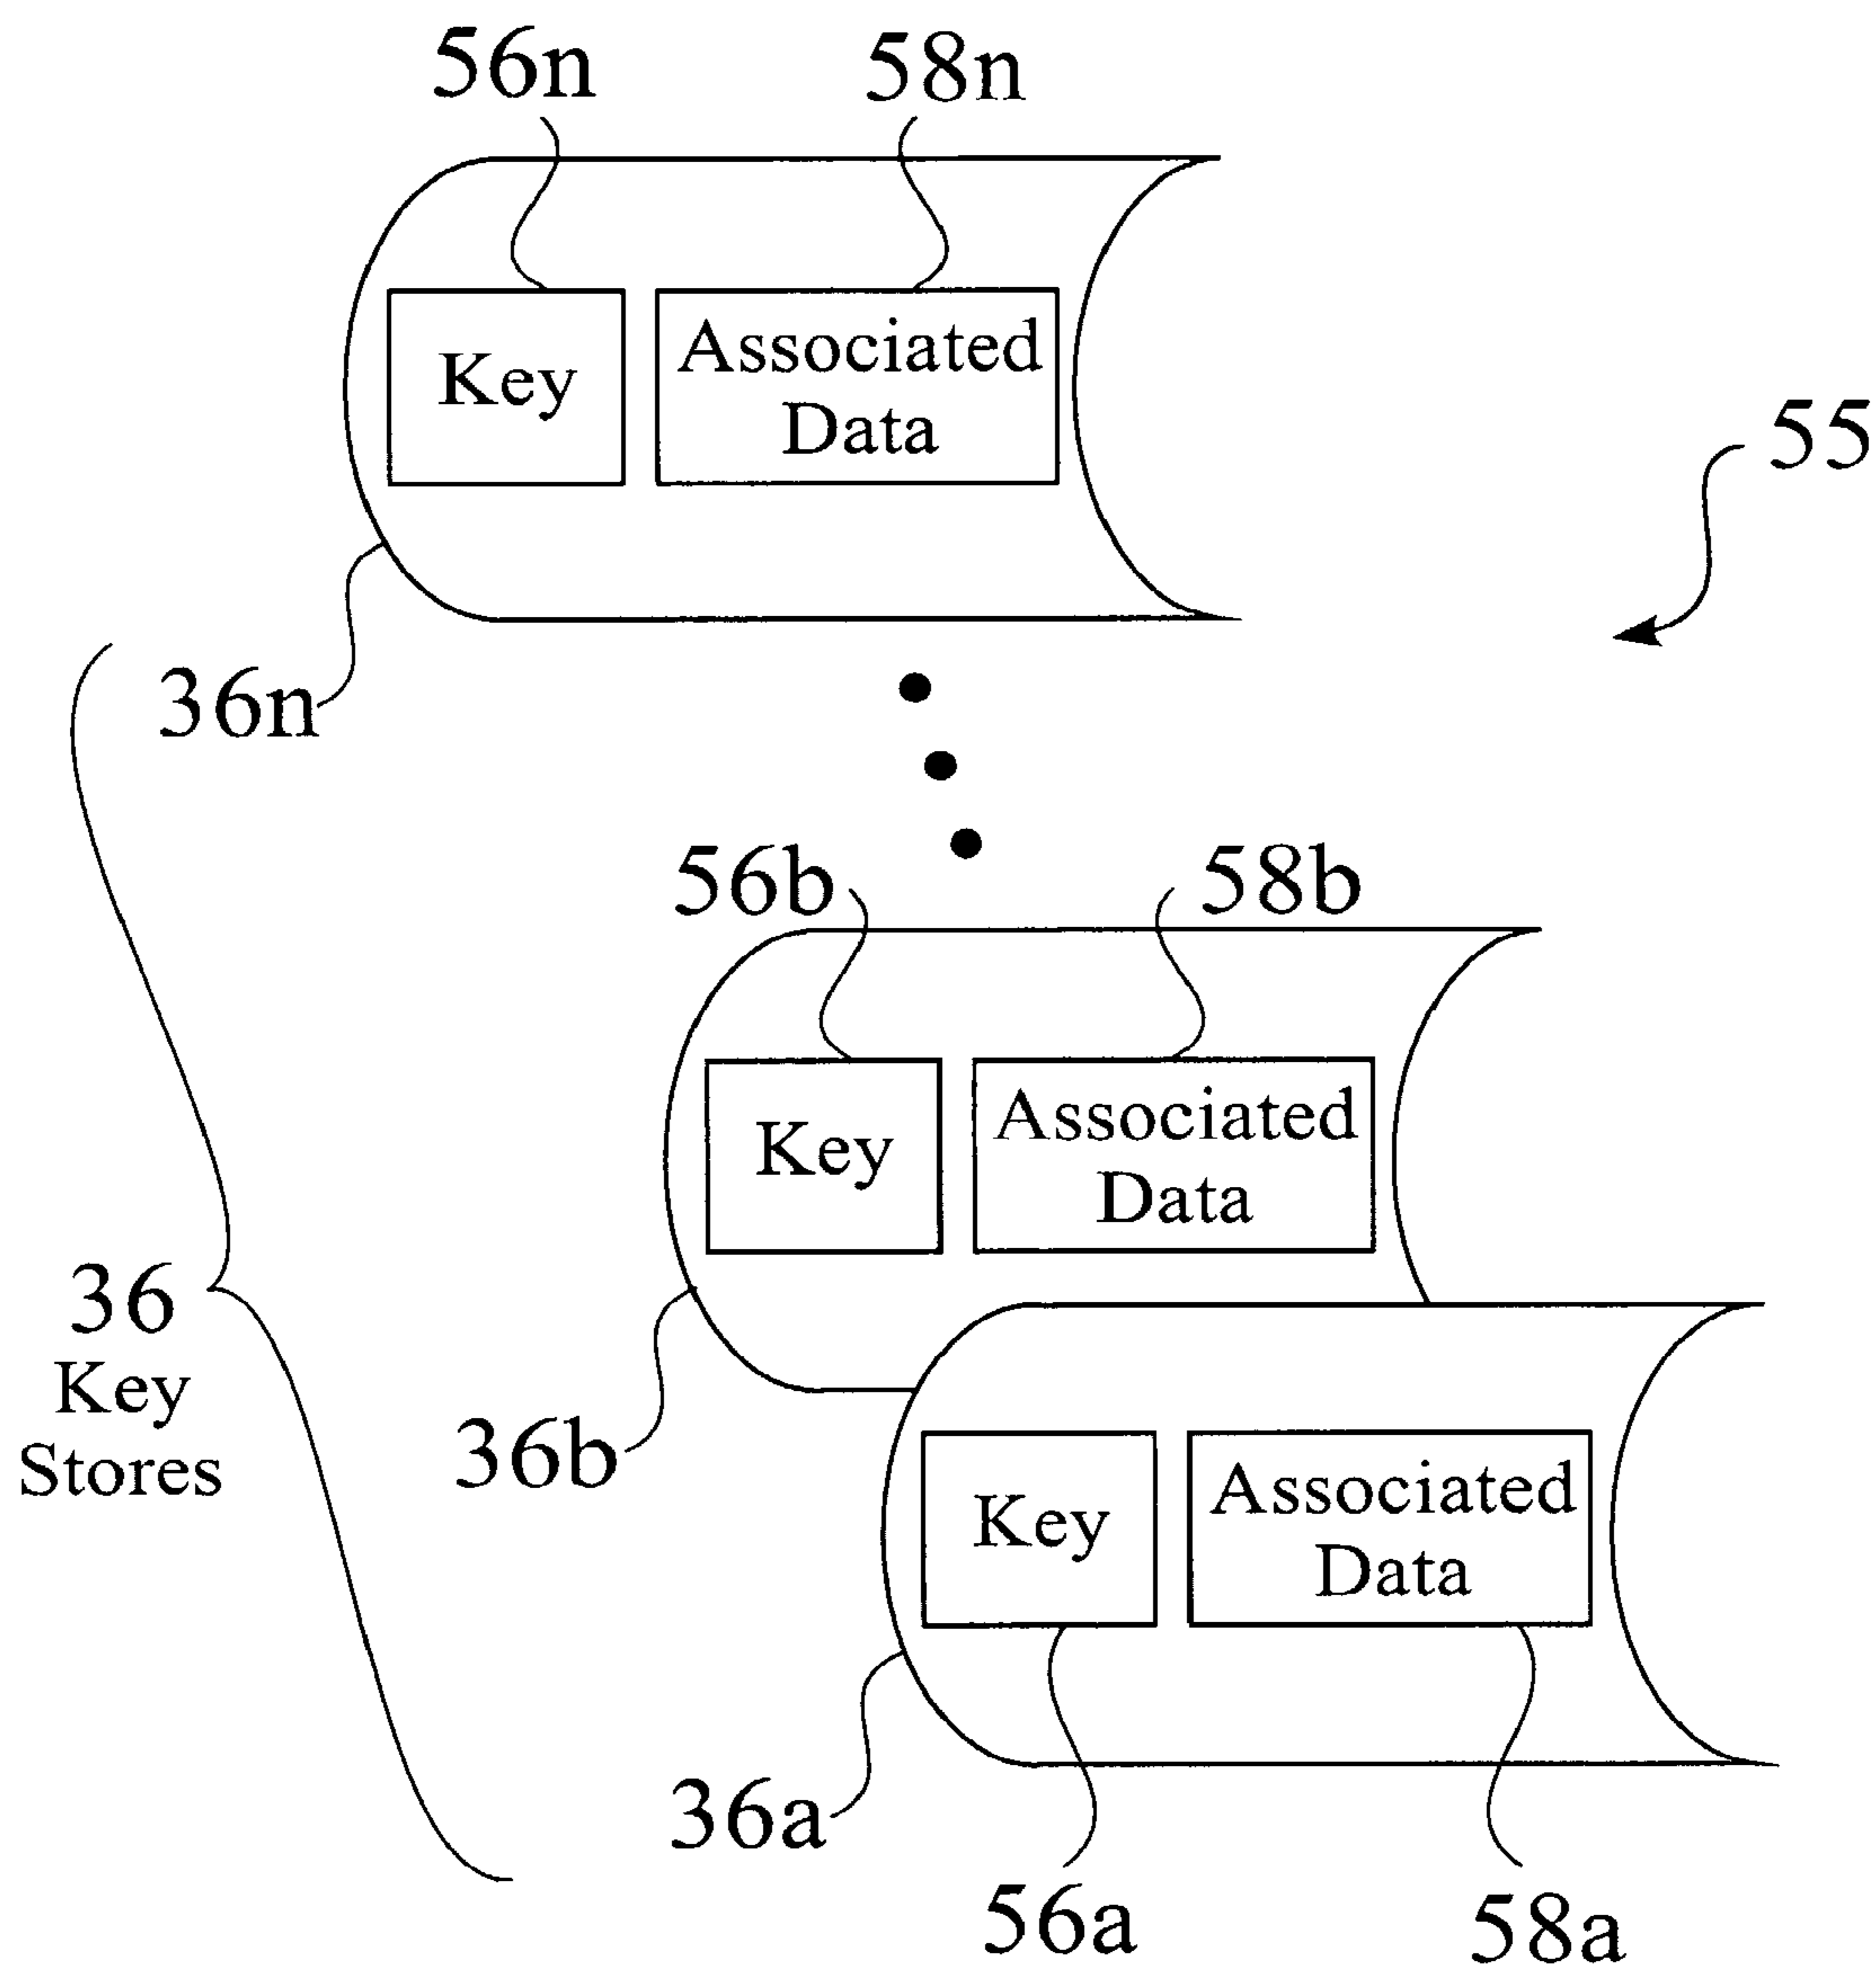 56n
58n
Key
Associated
Data
55
36n
56b
58b
Key
Associated
Data
36
Key
Stores
36b
Key
Associated
Data
36a
56a
58a